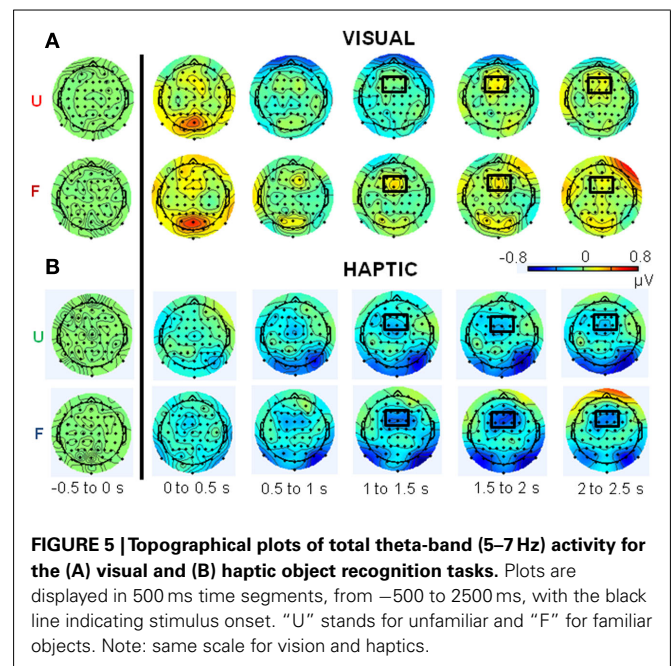 A
VISUAL
U
F
-0.8 0 0.8
µV
B
HAPTIC
U
F
-0.5 to 0 s 0 to 0.5 s 0.5 to 1 s 1 to 1.5 s 1.5 to 2 s 2 to 2.5 s
FIGURE 5 | Topographical plots of total theta-band (5–7 Hz) activity for
the (A) visual and (B) haptic object recognition tasks. Plots are
displayed in 500 ms time segments, from −500 to 2500 ms, with the black
line indicating stimulus onset. “U” stands for unfamiliar and “F” for familiar
objects. Note: same scale for vision and haptics.